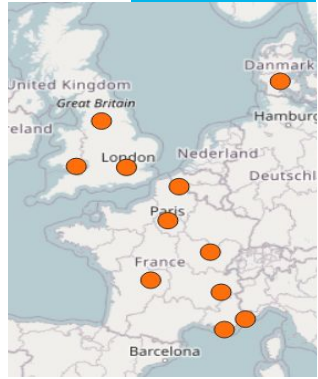 Danmark
United Kingdom
Great Britain
Hamburg
reland
London
Nederland
Deutschl
Paris
France
Barcelona